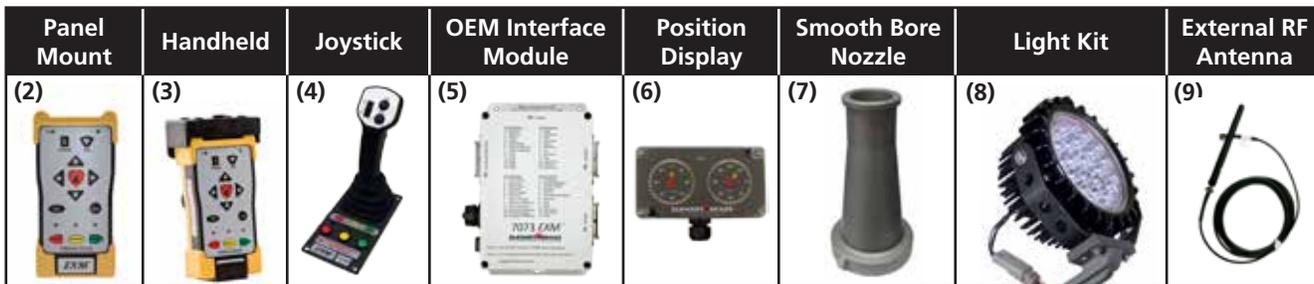 Panel
Mount
Handheld
Joystick
OEM Interface
Module
Position
Display
Smooth Bore
Nozzle
Light Kit
External RF
Antenna
(2)
(3)
(4)
(5)
(6)
(7)
(8)
(9)
EXM
7073 EXM